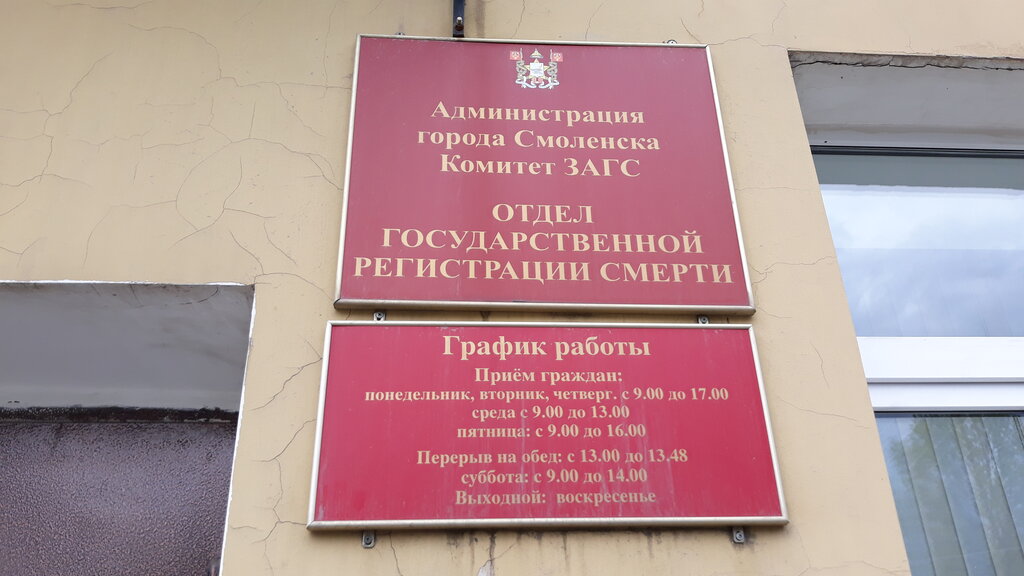 Администрация
города Смоленска
Комитет ЗАГС
ОТДЕЛ
ГОСУДАРСТВЕННОЙ
РЕГИСТРАЦИИ СМЕРТИ
График работы
Приём граждан:
понедельник, вторник, четверг. с 9.00 до 17.00
среда с 9.00 до 13.00
пятница: с 9.00 до 16.00
Перерыв на обед: с 13.00 до 13.48
суббота: с 9.00 до 14.00
Выходной: воскресенье